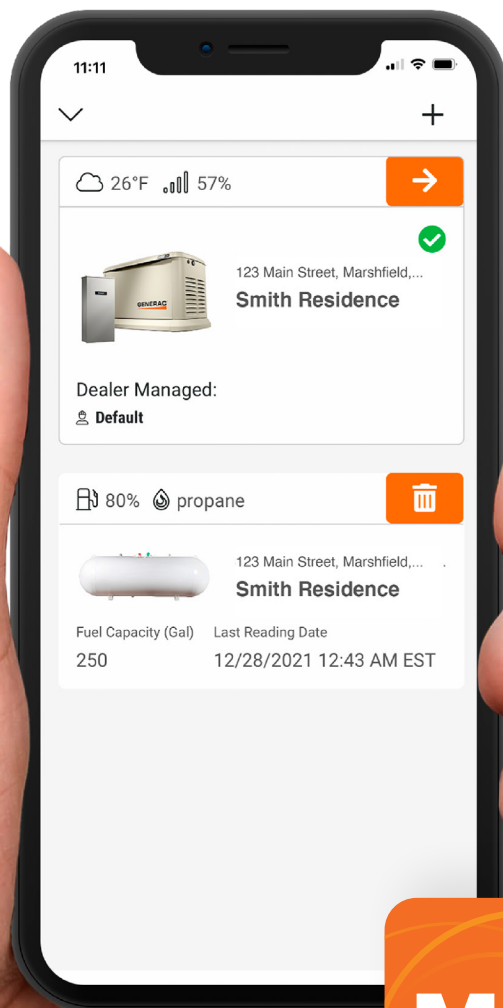 11:11
26°F 57%
GENERAC
123 Main Street, Marshfield,...
Smith Residence
Dealer Managed:
Default
80% propane
123 Main Street, Marshfield,... .
Smith Residence
Fuel Capacity (Gal) Last Reading Date
250 12/28/2021 12:43 AM EST